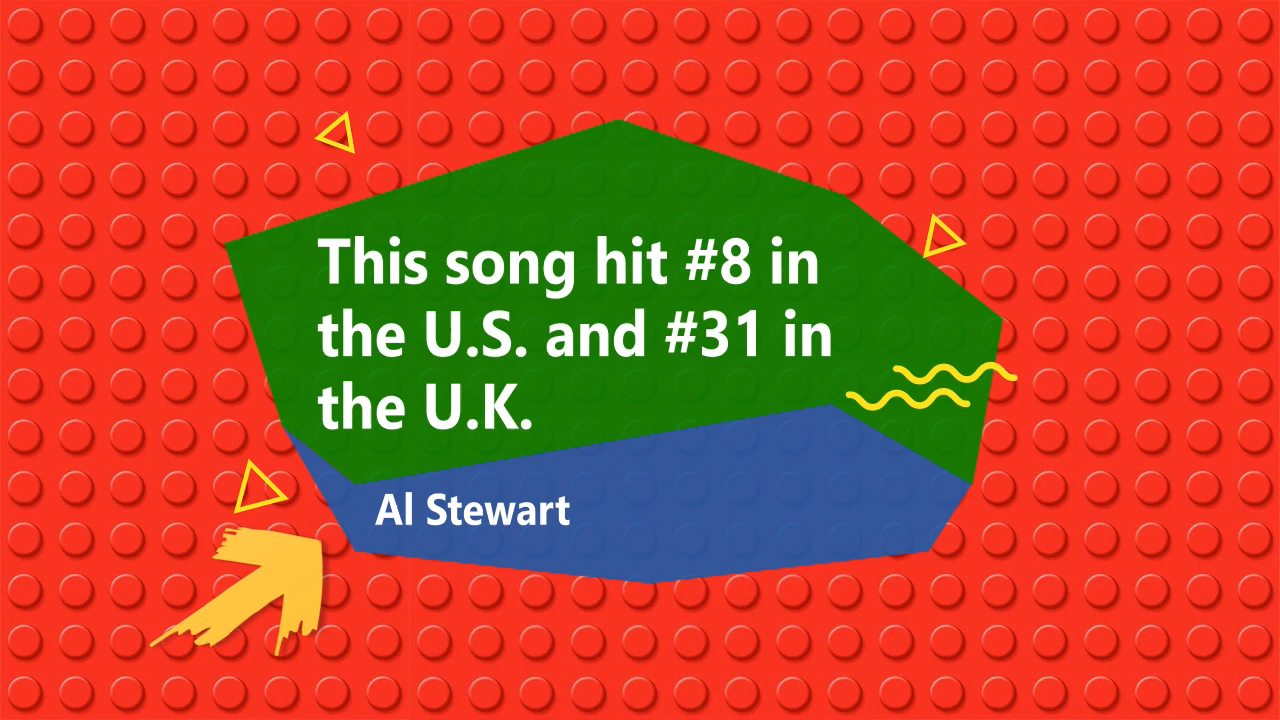 This song hit #8 in
the U.S. and #31 in
the U.K.
Al Stewart